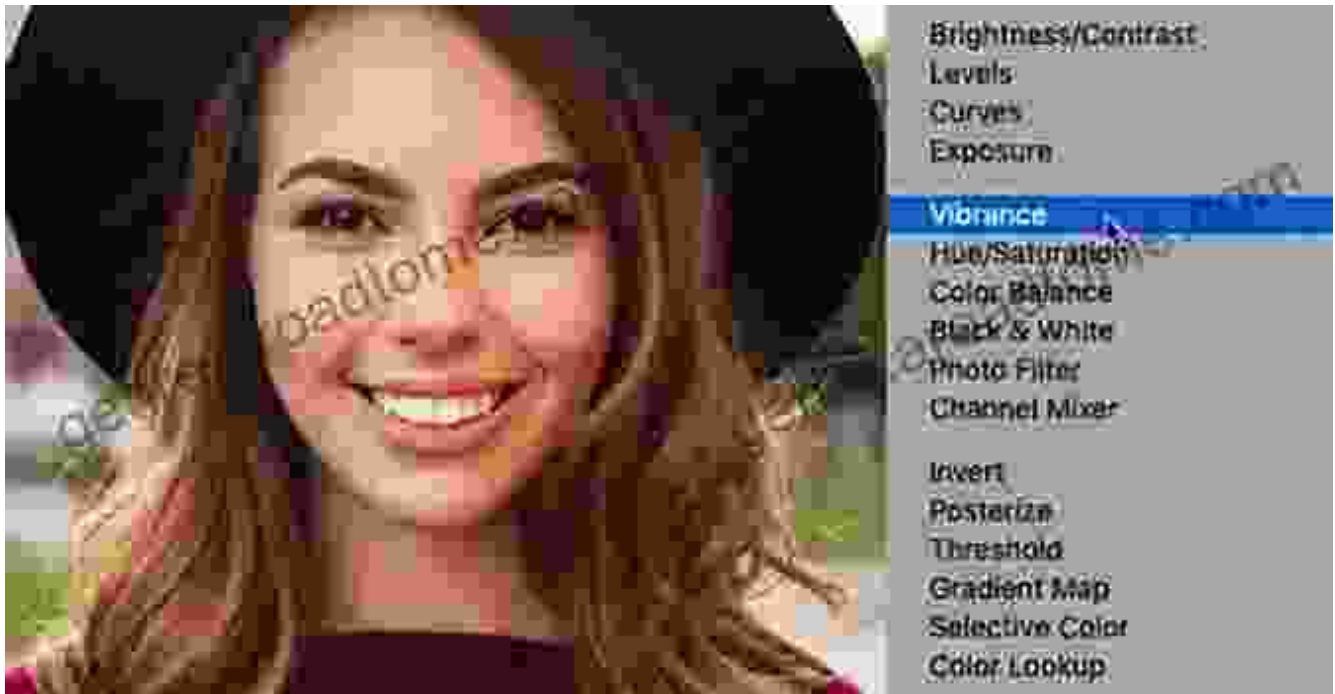 Brightness/Contrast
Levels
Curves
Exposure
Vibrance
Hue/Saturation
Color Balance
Black & White
Photo Filter
Channel Mixer
Invert
Posterize
Threshold
Gradient Map
Selective Color
Color Lookup